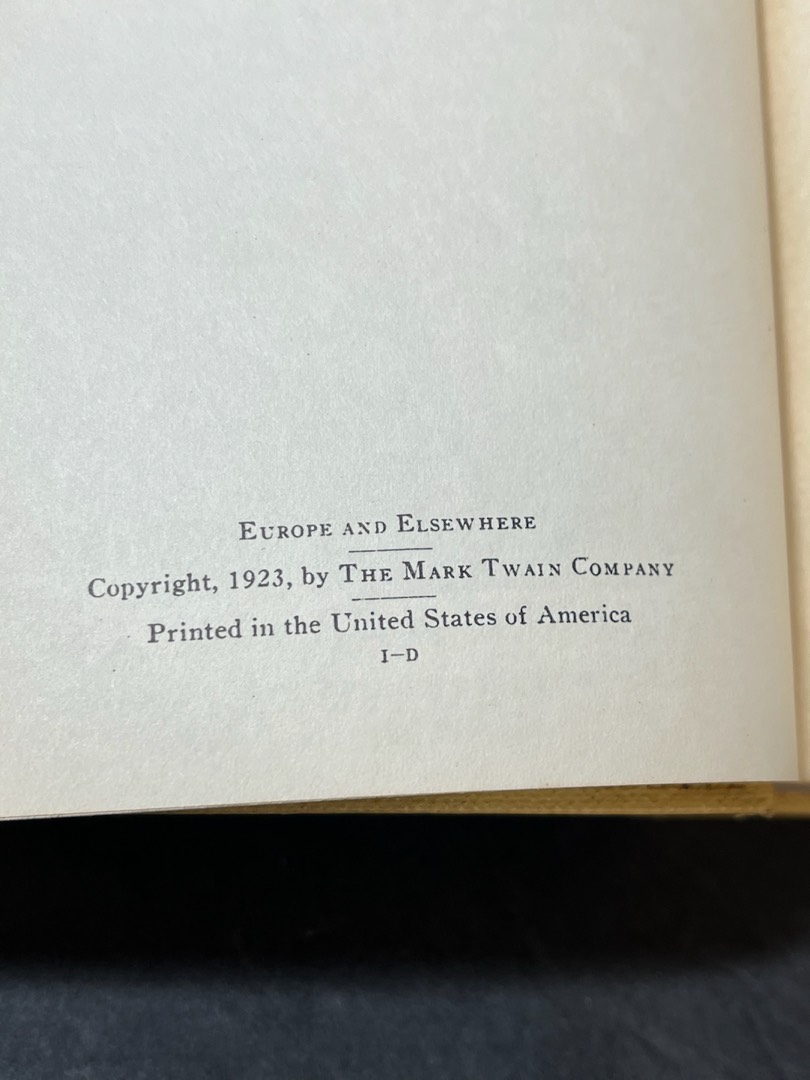 EUROPE AND ELSEWHERE
Copyright, 1923, by THE MARK TWAIN COMPANY
Printed in the United States of America
I–D